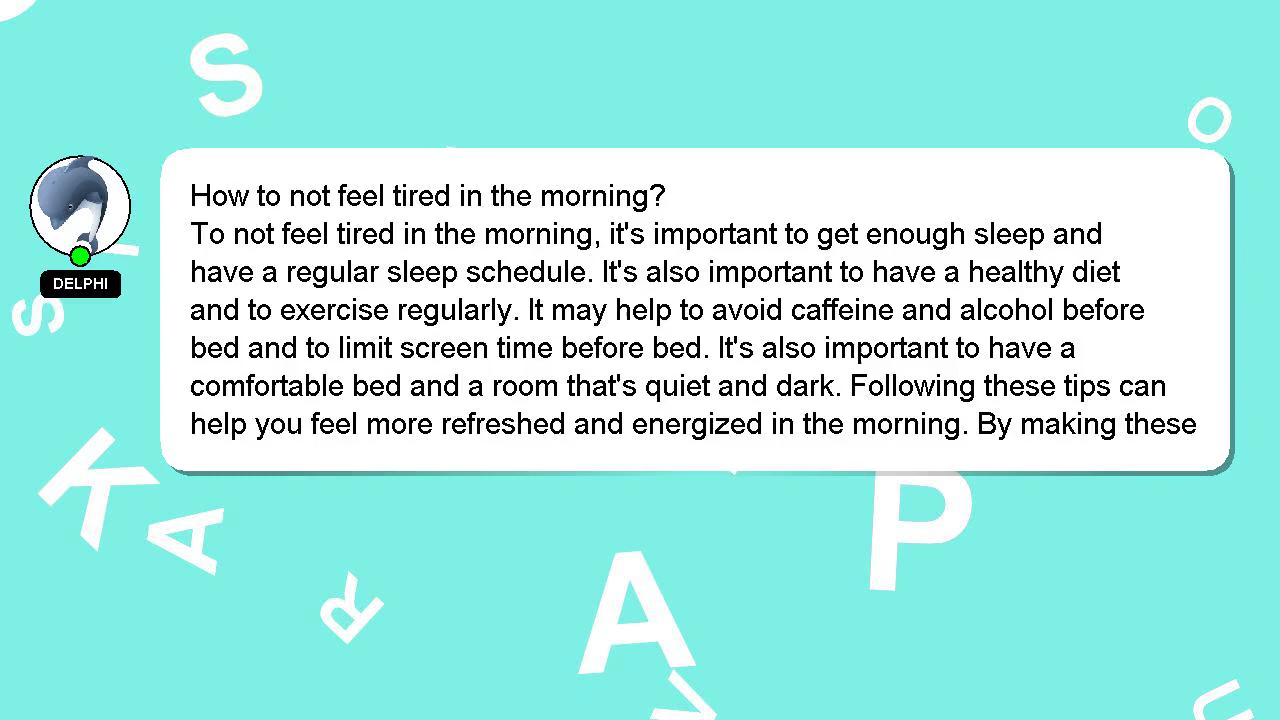 S
O
DELPHI
How to not feel tired in the morning?
To not feel tired in the morning, it's important to get enough sleep and
have a regular sleep schedule. It's also important to have a healthy diet
and to exercise regularly. It may help to avoid caffeine and alcohol before
bed and to limit screen time before bed. It's also important to have a
comfortable bed and a room that's quiet and dark. Following these tips can
help you feel more refreshed and energized in the morning. By making these
S
K
A
R
A
P
V
U